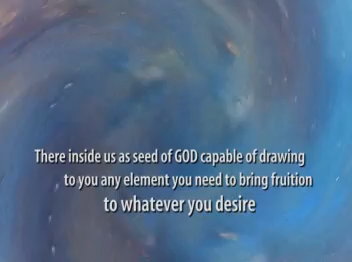 There inside us as seed of GOD capable of drawing
to you any element you need to bring fruition
to whatever you desire